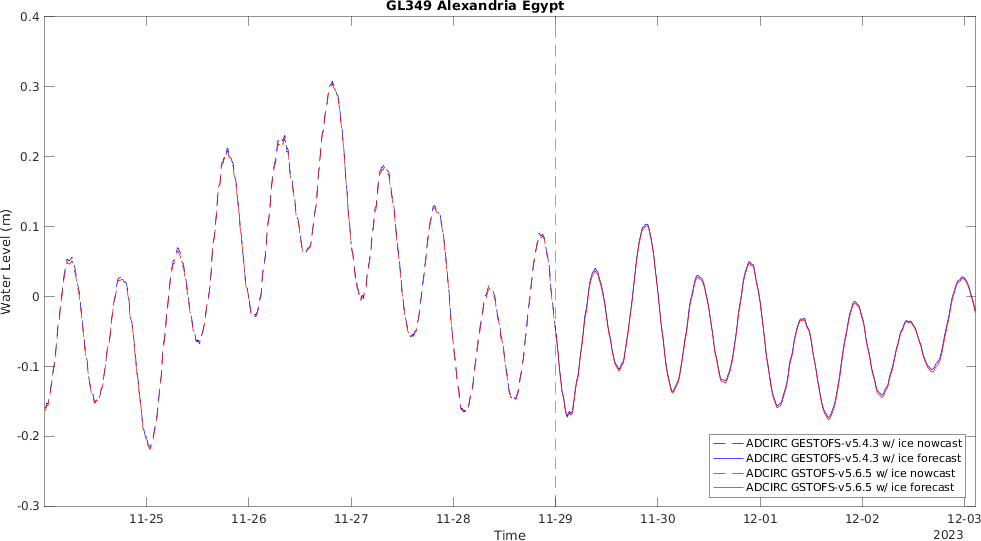 GL349 Alexandria Egypt
0.4
0.3
0.2
0.1
0
-0.1
-0.2
-0.3
Water Level (m)
ADCIRC GESTOFS-v5.4.3 w/ ice nowcast
ADCIRC GESTOFS-v5.4.3 w/ ice forecast
ADCIRC GSTOFS-v5.6.5 w/ ice nowcast
ADCIRC GSTOFS-v5.6.5 w/ ice forecast
11-25 11-26 11-27 11-28 11-29 11-30 12-01 12-02 12-03
Time 2023